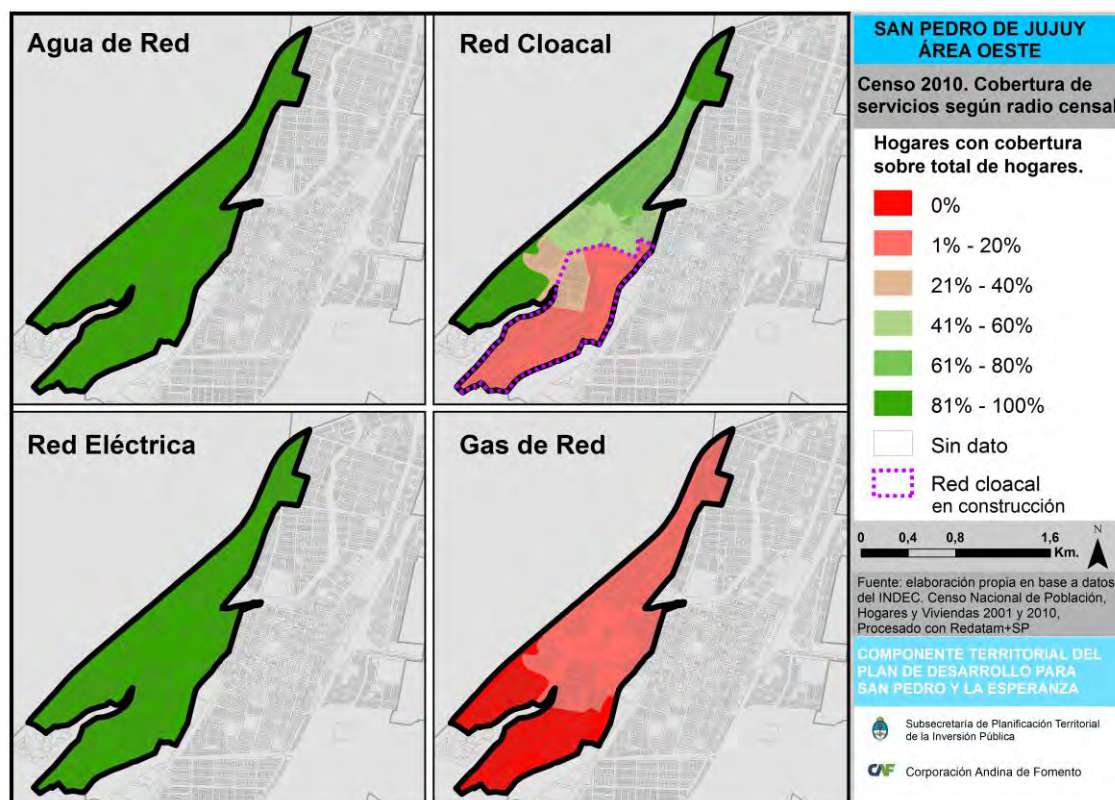 Agua de Red
Red Cloacal
Red Eléctrica
Gas de Red
SAN PEDRO DE JUJUY
ÁREA OESTE
Censo 2010. Cobertura de
servicios según radio censal
Hogares con cobertura
sobre total de hogares.
0%
1% - 20%
21% - 40%
41% - 60%
61% - 80%
81% - 100%
Sin dato
Red cloacal
en construcción
0 0,4 0,8 1,6
Km.
N
Fuente: elaboración propia en base a datos
del INDEC. Censo Nacional de Población,
Hogares y Viviendas 2001 y 2010,
Procesado con Redatam+SP
COMPONENTE TERRITORIAL DEL
PLAN DE DESARROLLO PARA
SAN PEDRO Y LA ESPERANZA
Subsecretaría de Planificación Territorial
de la Inversión Pública
CAF Corporación Andina de Fomento